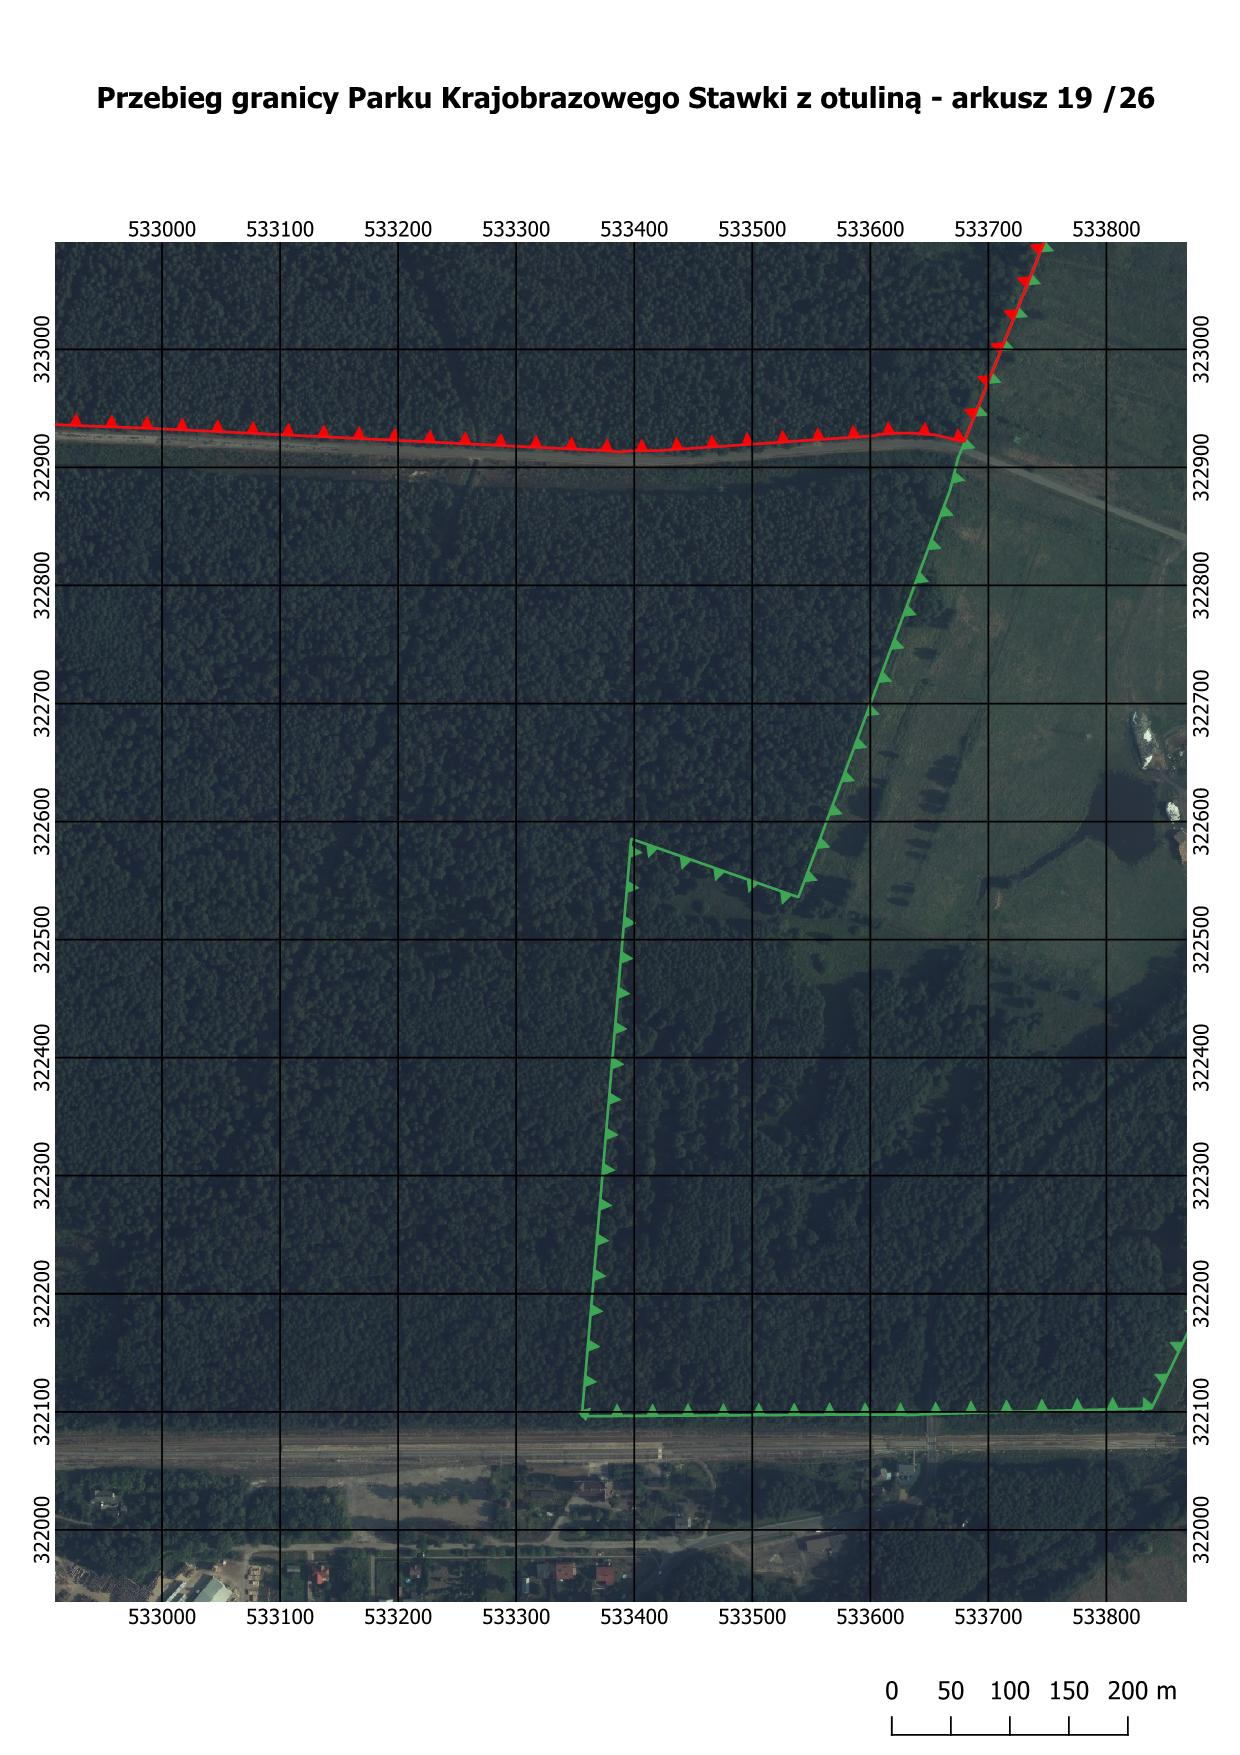 Przebieg granicy Parku Krajobrazowego Stawki z otuliną - arkusz 19 /26
533000 533100 533200 533300 533400 533500 533600 533700 533800
323000 323000
322900 322900
322800 322800
322700 322700
322600 322600
322500 322500
322400 322400
322300 322300
322200 322200
322100 322100
322000 322000
533000 533100 533200 533300 533400 533500 533600 533700 533800
0 50 100 150 200 m